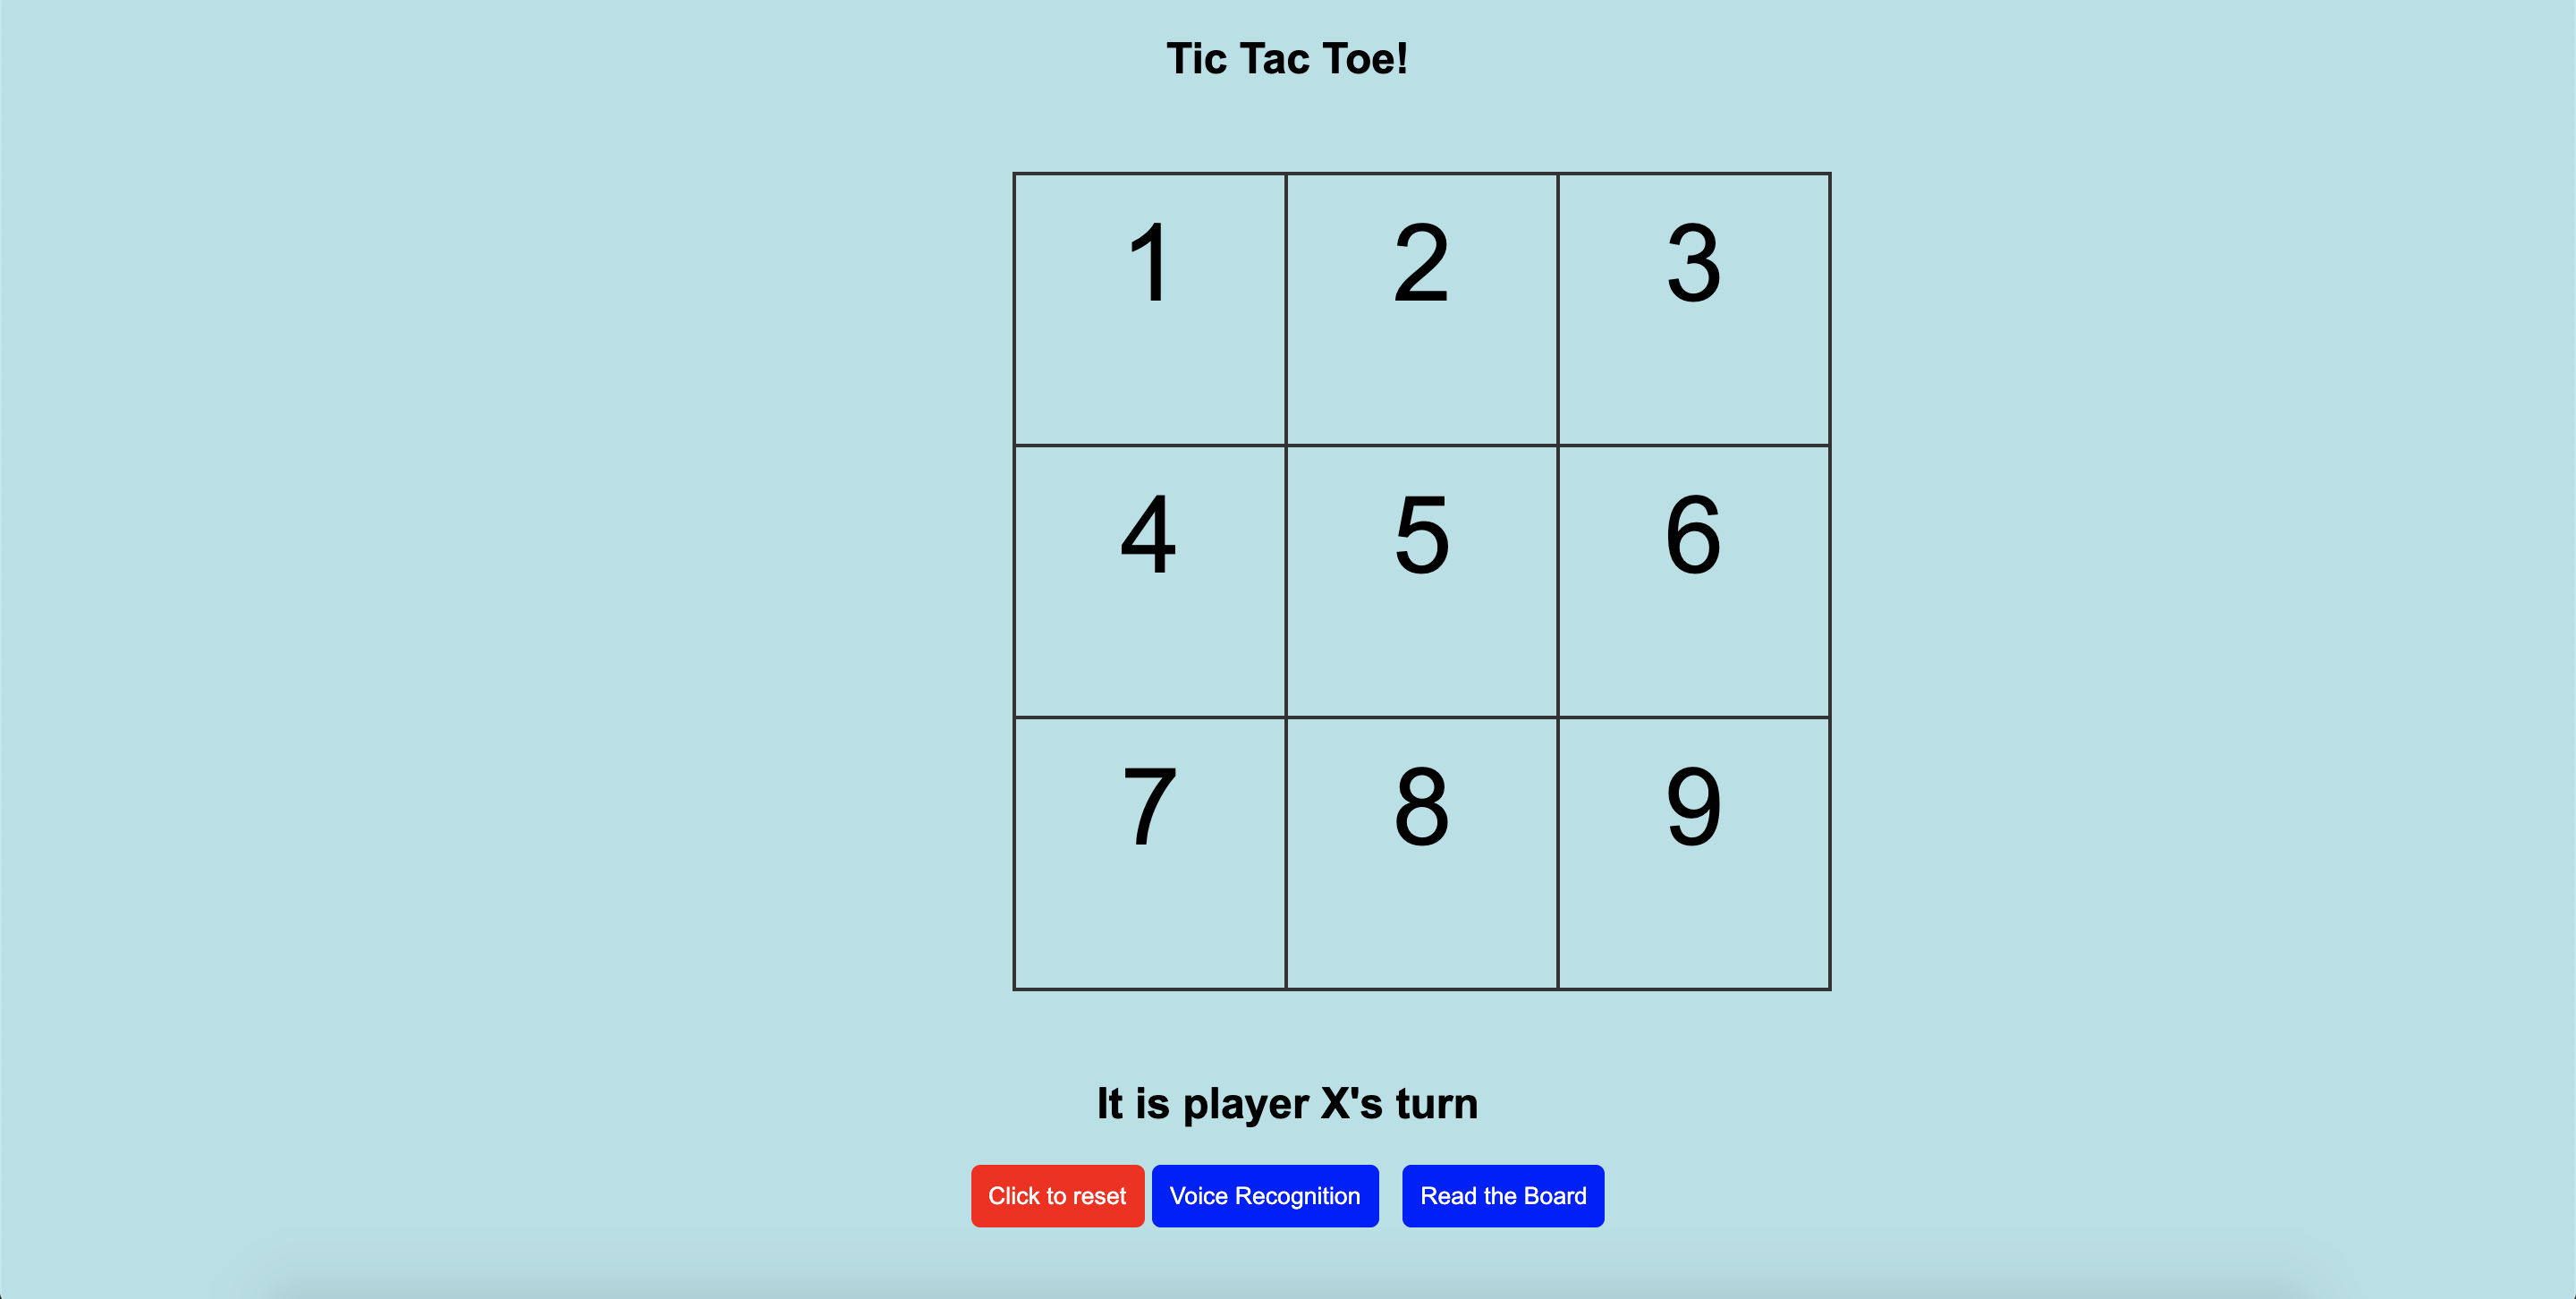 Tic Tac Toe!
1 2 3
4 5 6
7 8 9
It is player X's turn
Click to reset Voice Recognition Read the Board